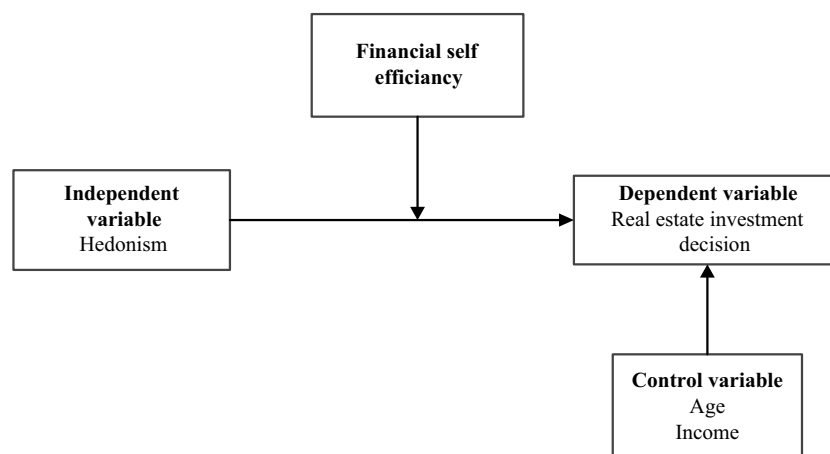 Financial self
efficiancy
Independent
variable
Hedonism
Dependent variable
Real estate investment
decision
Control variable
Age
Income